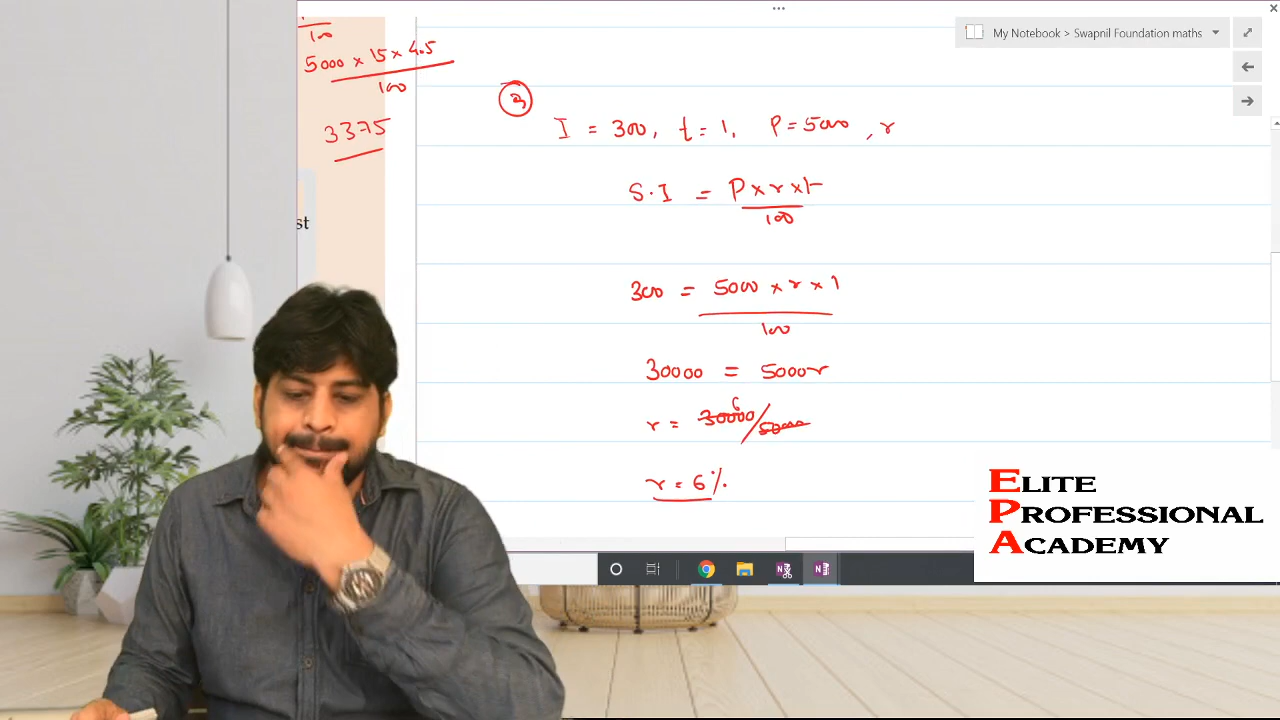 100
5000 × 15 × 4.5
100
3375
st
My Notebook > Swapnil Foundation maths
3
I = 300, t = 1, P = 5000, r
S.I = P × r × t
100
300 = 5000 × r × 1
100
30000 = 5000r
6
r = 30000/5000
r = 6%
ELITE
PROFESSIONAL
ACADEMY